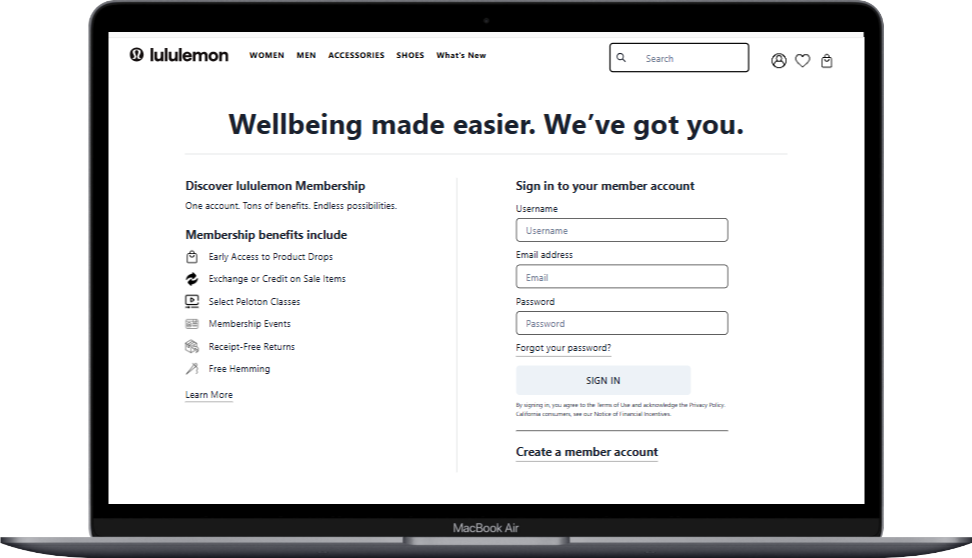 lululemon WOMEN MEN ACCESSORIES SHOES What's New Search
Wellbeing made easier. We’ve got you.
Discover lululemon Membership
One account. Tons of benefits. Endless possibilities.
Membership benefits include
Early Access to Product Drops
Exchange or Credit on Sale Items
Select Peloton Classes
Membership Events
Receipt-Free Returns
Free Hemming
Learn More
Sign in to your member account
Username
Username
Email address
Email
Password
Password
Forgot your password?
SIGN IN
By signing in, you agree to the Terms of Use and acknowledge the Privacy Policy.
California consumers, see our Notice of Financial Incentives.
Create a member account
MacBook Air